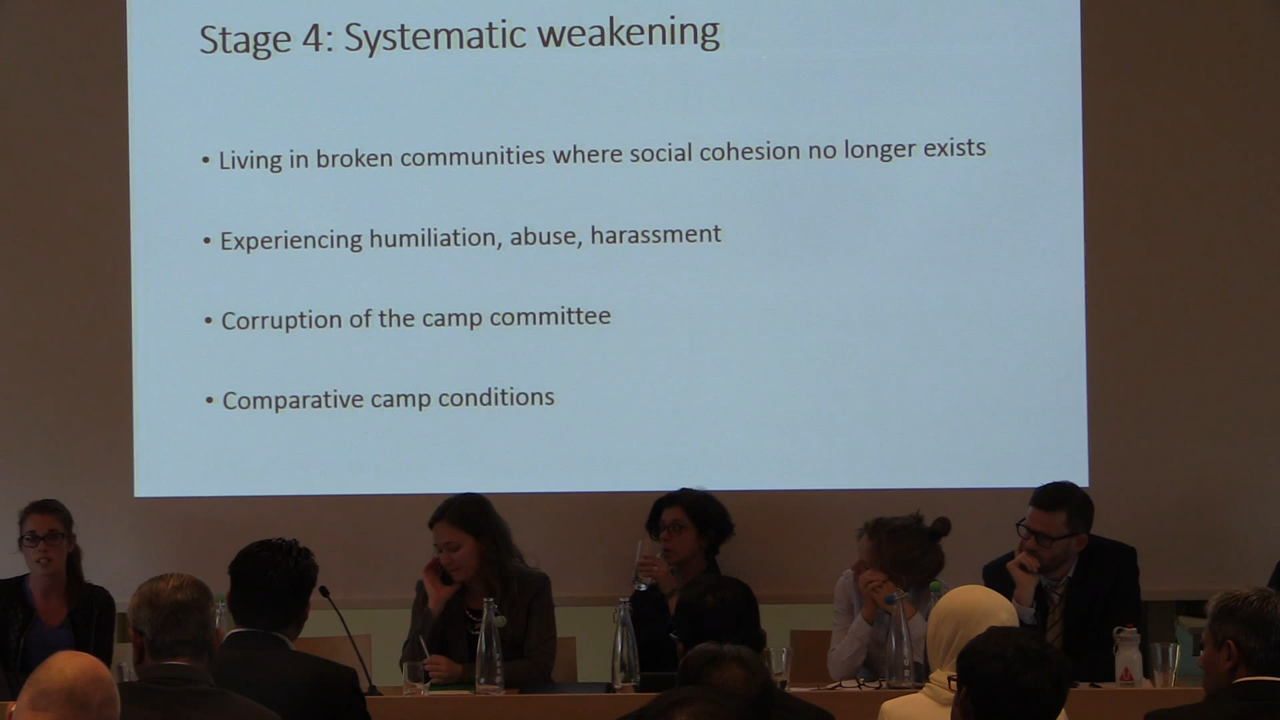 Stage 4: Systematic weakening
• Living in broken communities where social cohesion no longer exists
• Experiencing humiliation, abuse, harassment
• Corruption of the camp committee
• Comparative camp conditions